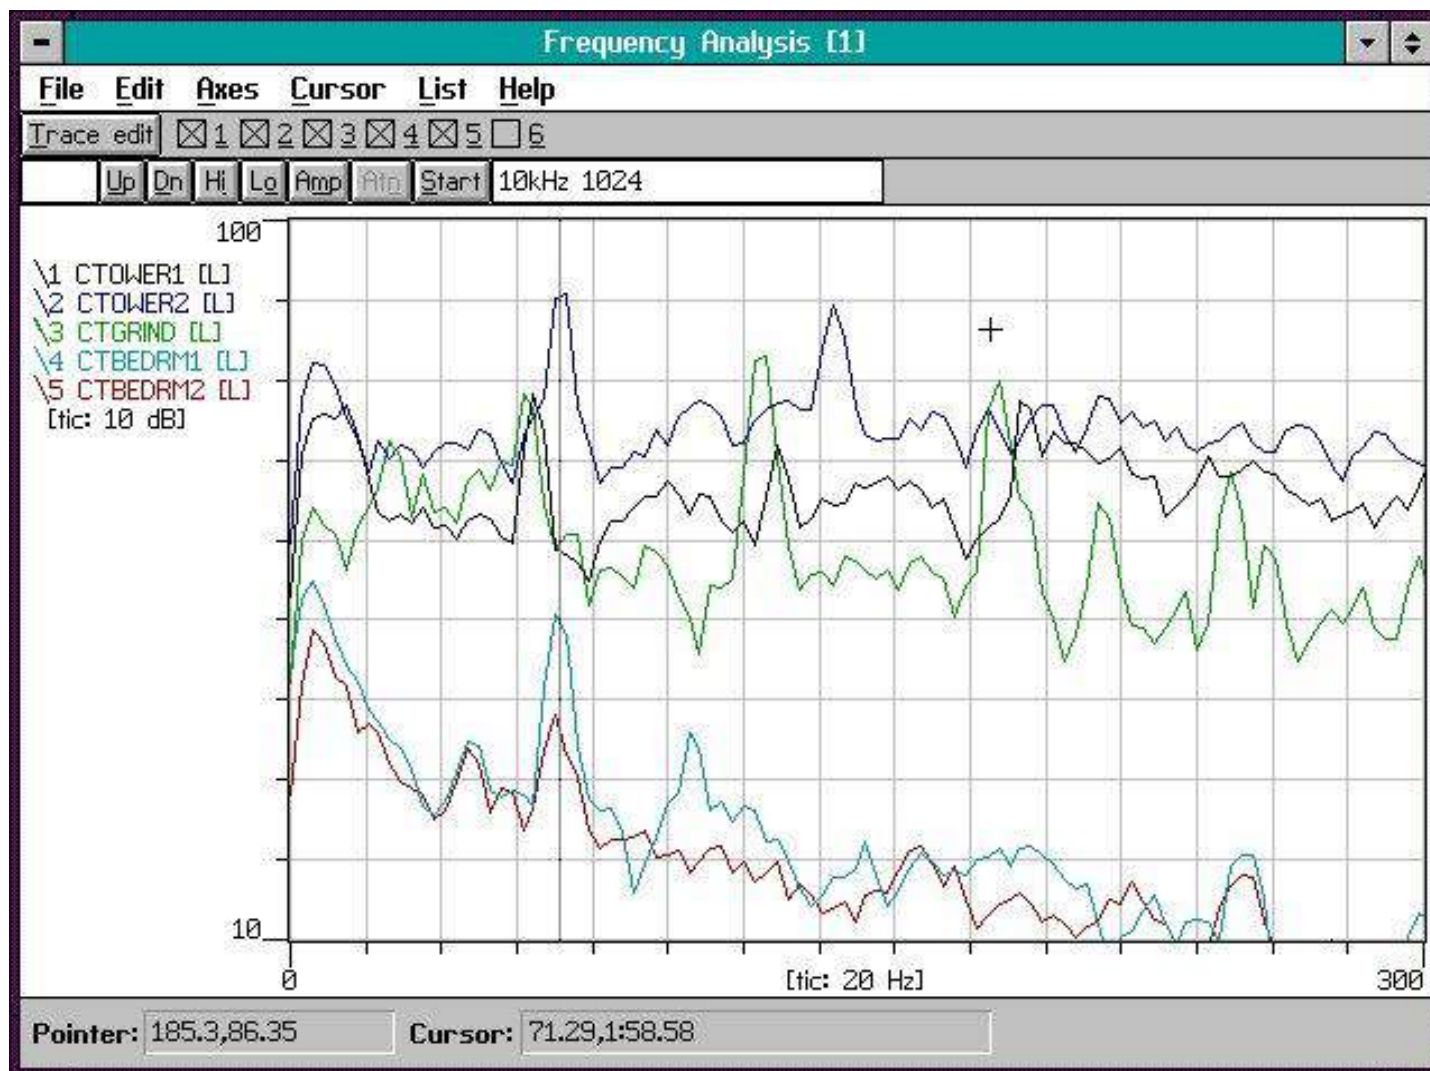 Frequency Analysis [1]
File Edit Axes Cursor List Help
Trace edit 1 2 3 4 5 6
Up Dn Hi Lo Amp Atn Start 10kHz 1024
100
\1 CTOWER1 [L]
\2 CTOWER2 [L]
\3 CTGRIND [L]
\4 CTBEDRM1 [L]
\5 CTBEDRM2 [L]
[tic: 10 dB]
10
0 [tic: 20 Hz] 300
Pointer: 185.3,86.35 Cursor: 71.29,1:58.58